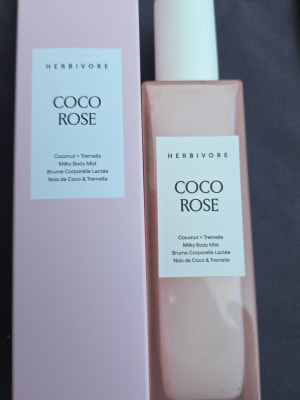 HERBIVORE
COCO
ROSE
Coconut + Tremella
Milky Body Mist
Brume Corporelle Lactée
Noix de Coco & Tremella
HERBIVORE
COCO
ROSE
Coconut + Tremella
Milky Body Mist
Brume Corporelle Lactée
Noix de Coco & Tremella